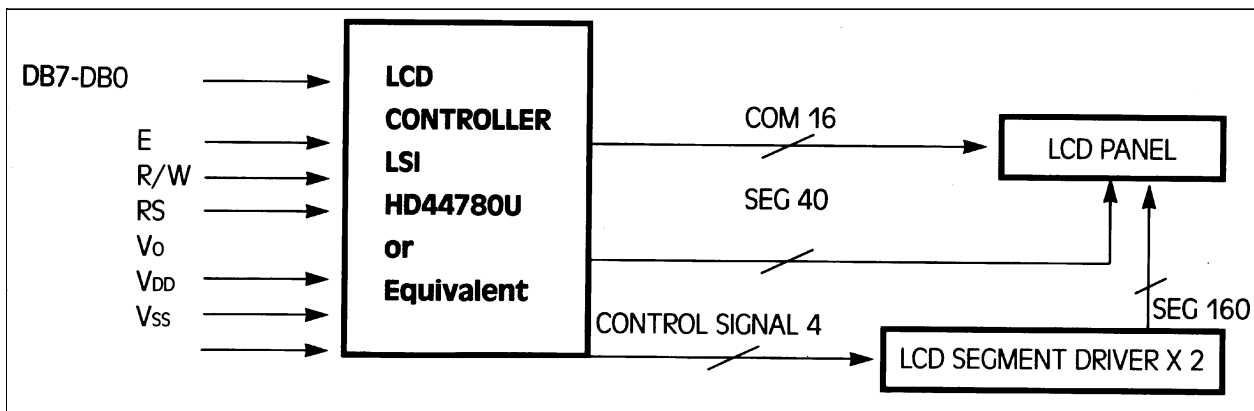 DB7-DB0
E
R/W
RS
Vo
VDD
VSS
LCD
CONTROLLER
LSI
HD44780U
or
Equivalent
COM 16
SEG 40
CONTROL SIGNAL 4
LCD PANEL
SEG 160
LCD SEGMENT DRIVER X 2